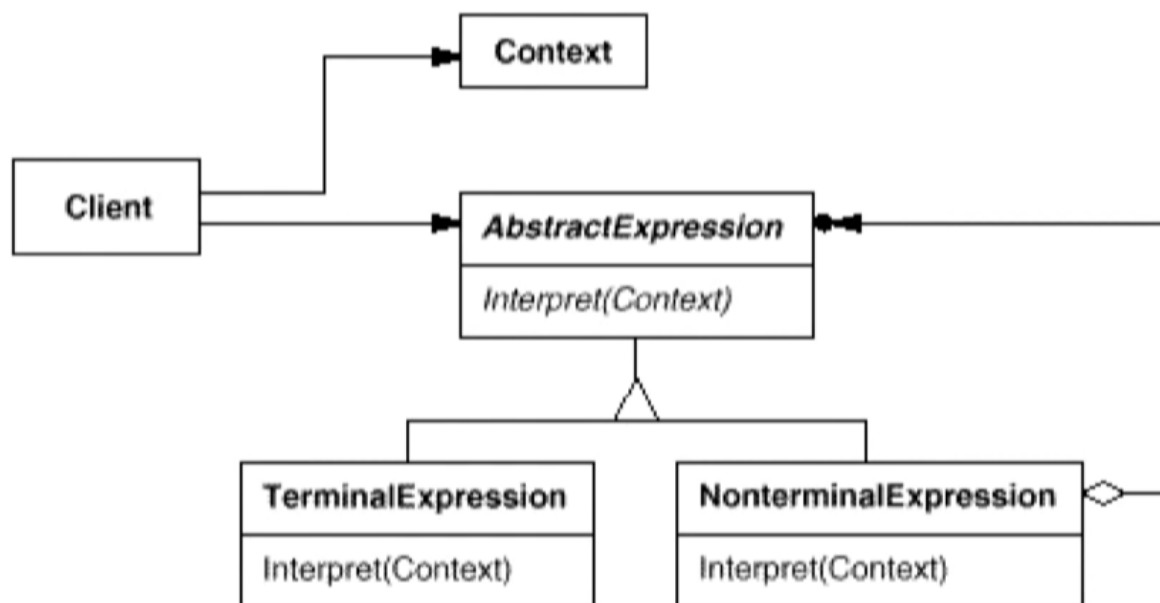 Context
Client
AbstractExpression
Interpret(Context)
TerminalExpression
NonterminalExpression
Interpret(Context)
Interpret(Context)